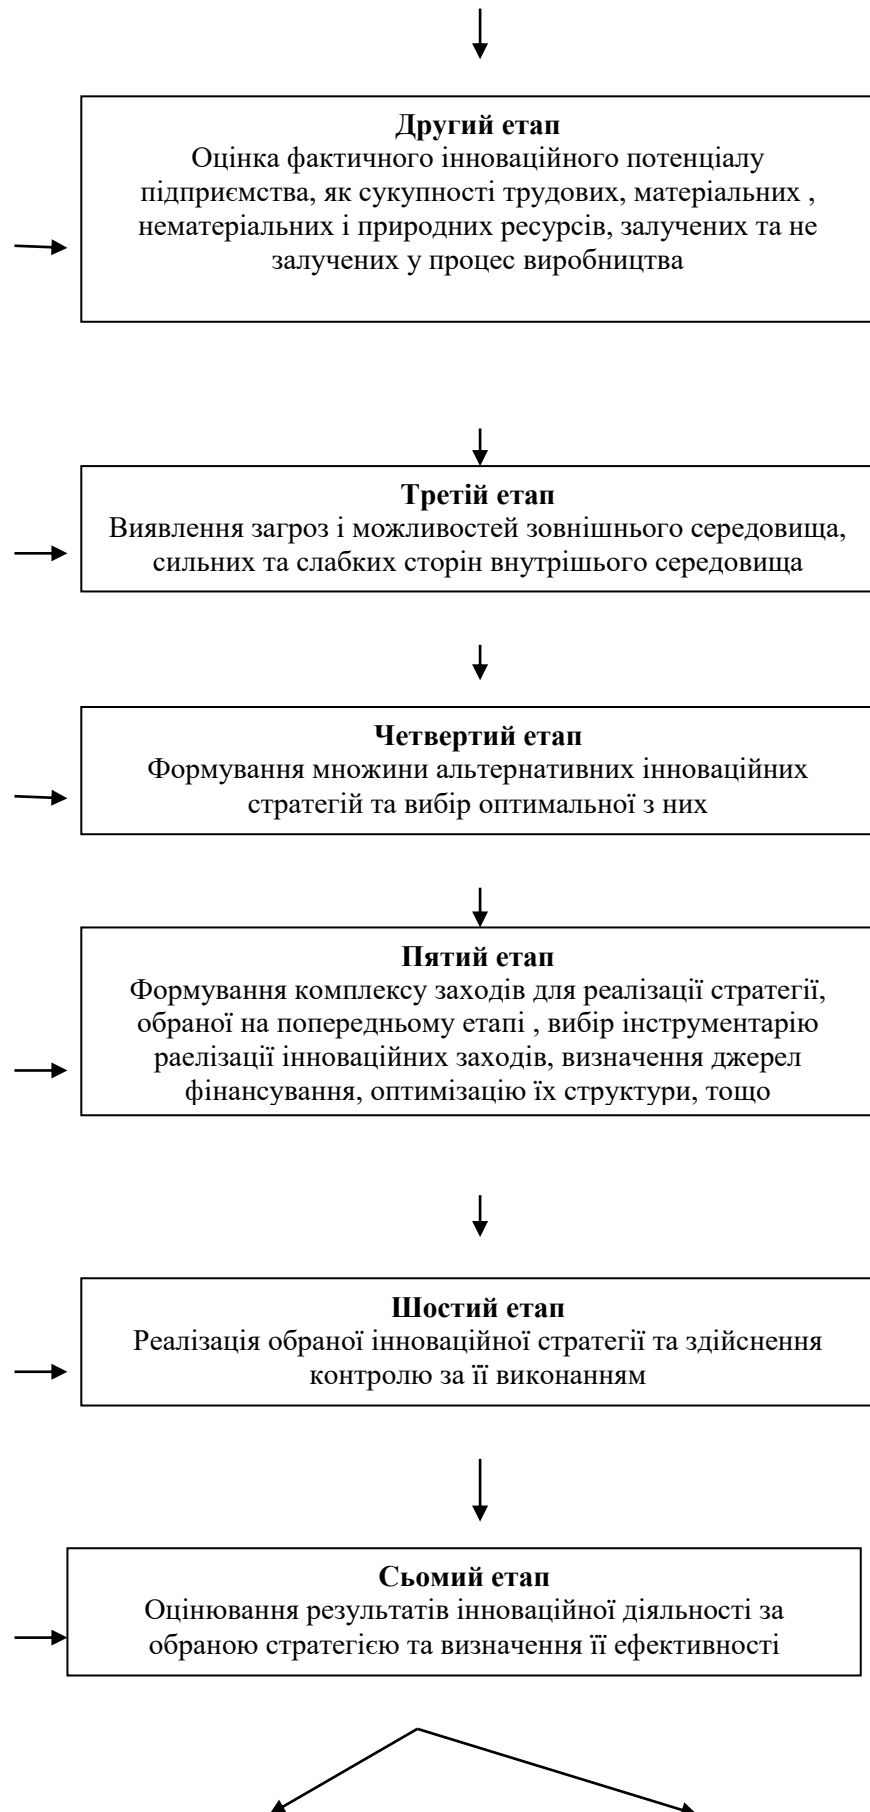 Другий етап
Оцінка фактичного інноваційного потенціалу
підприємства, як сукупності трудових, матеріальних ,
нематеріальних і природних ресурсів, залучених та не
залучених у процес виробництва
Третій етап
Виявлення загроз і можливостей зовнішнього середовища,
сильних та слабких сторін внутрішього середовища
Четвертий етап
Формування множини альтернативних інноваційних
стратегій та вибір оптимальної з них
Пятий етап
Формування комплексу заходів для реалізації стратегії,
обраної на попередньому етапі , вибір інструментарію
раелізації інноваційних заходів, визначення джерел
фінансування, оптимізацію їх структури, тощо
Шостий етап
Реалізація обраної інноваційної стратегії та здійснення
контролю за її виконанням
Сьомий етап
Оцінювання результатів інноваційної діяльності за
обраною стратегією та визначення її ефективності